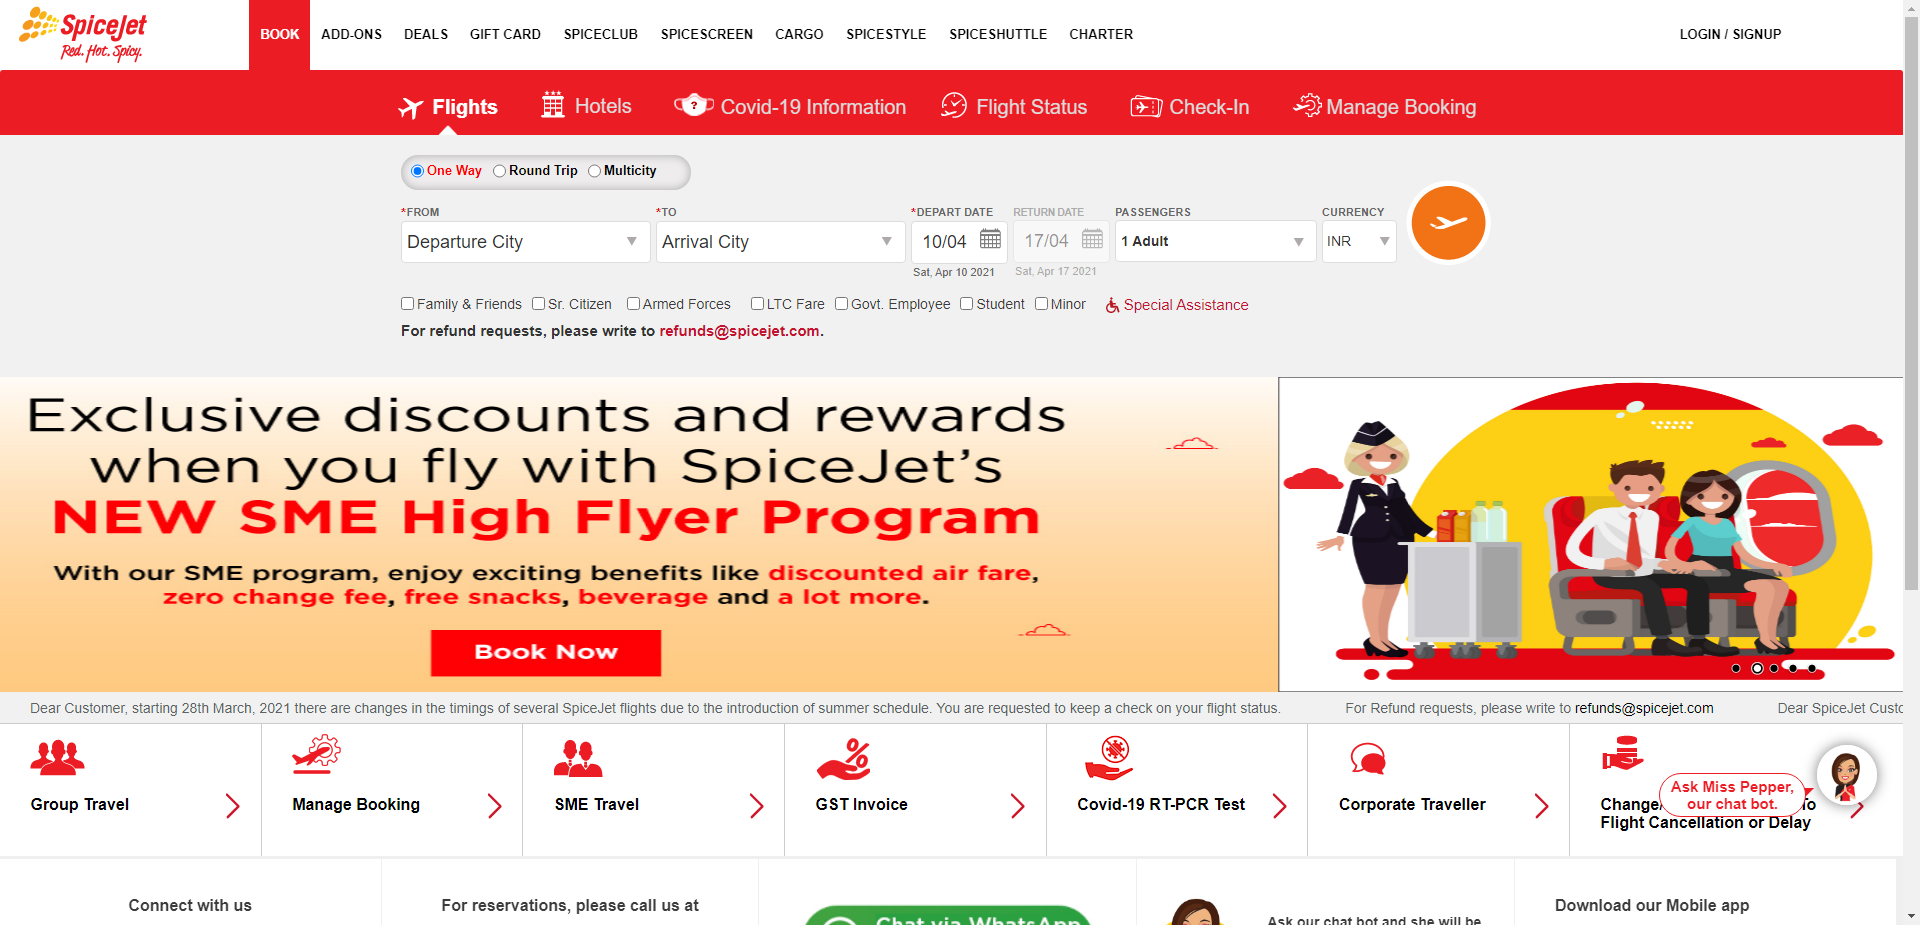 SpiceJet
Red. Hot. Spicy.
BOOK ADD-ONS DEALS GIFT CARD SPICECLUB SPICESCREEN CARGO SPICESTYLE SPICESHUTTLE CHARTER LOGIN / SIGNUP
Flights Hotels ? Covid-19 Information Flight Status Check-In Manage Booking
One Way Round Trip Multicity
*FROM *TO *DEPART DATE RETURN DATE PASSENGERS CURRENCY
Departure City Arrival City 10/04 17/04 1 Adult INR
Sat, Apr 10 2021 Sat, Apr 17 2021
Family & Friends Sr. Citizen Armed Forces LTC Fare Govt. Employee Student Minor Special Assistance
For refund requests, please write to refunds@spicejet.com.
Exclusive discounts and rewards
when you fly with SpiceJet's
NEW SME High Flyer Program
With our SME program, enjoy exciting benefits like discounted air fare,
zero change fee, free snacks, beverage and a lot more.
Book Now
Dear Customer, starting 28th March, 2021 there are changes in the timings of several SpiceJet flights due to the introduction of summer schedule. You are requested to keep a check on your flight status. For Refund requests, please write to refunds@spicejet.com Dear SpiceJet
Group Travel
Manage Booking
SME Travel
GST Invoice
%
Covid-19 RT-PCR Test
Corporate Traveller
Flight Cancellation or Delay
Ask Miss Pepper,
our chat bot.
Connect with us
For reservations, please call us at
Chat via WhatsApp
Ask our chat bot and she will be
Download our Mobile app